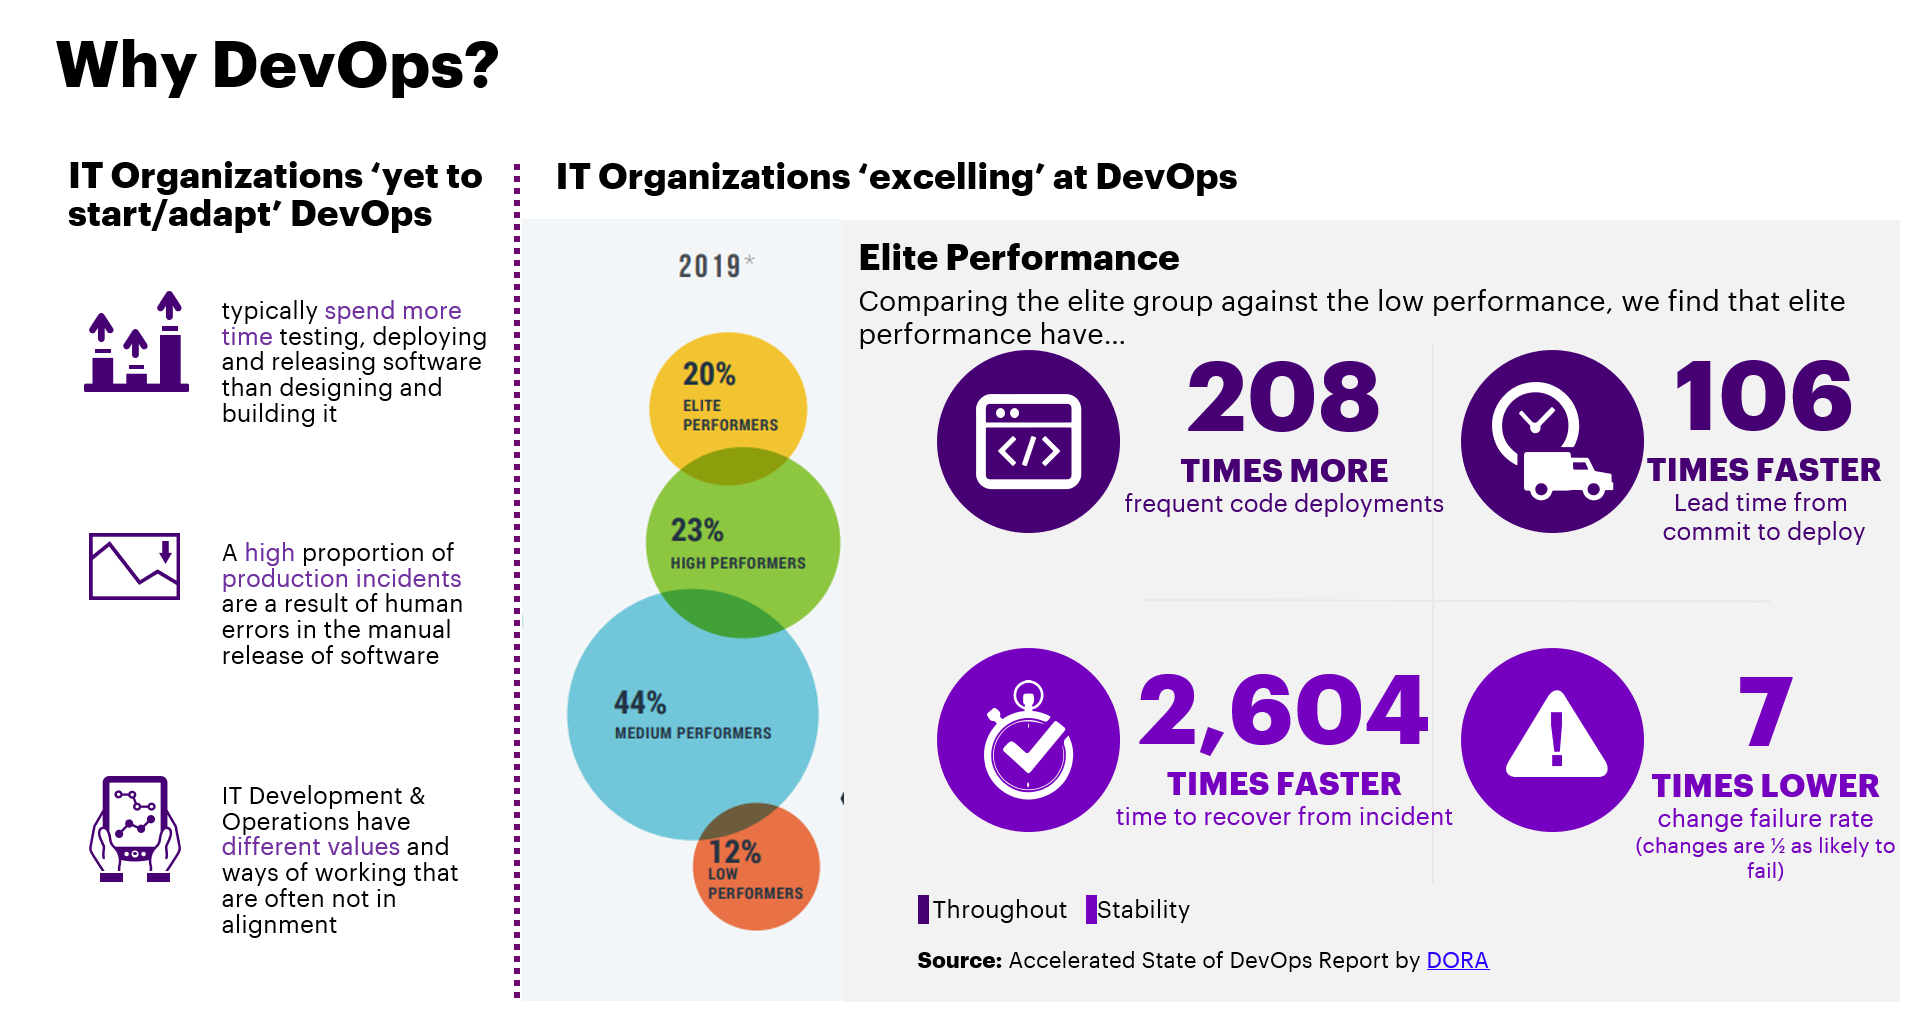 Why DevOps?
IT Organizations ‘yet to
start/adapt’ DevOps
typically spend more
time testing, deploying
and releasing software
than designing and
building it
A high proportion of
production incidents
are a result of human
errors in the manual
release of software
IT Development &
Operations have
different values and
ways of working that
are often not in
alignment
IT Organizations ‘excelling’ at DevOps
2019*
20%
ELITE
PERFORMERS
23%
HIGH PERFORMERS
44%
MEDIUM PERFORMERS
12%
LOW
PERFORMERS
Elite Performance
Comparing the elite group against the low performance, we find that elite
performance have...
208
TIMES MORE
frequent code deployments
106
TIMES FASTER
Lead time from
commit to deploy
2,604
TIMES FASTER
time to recover from incident
7
TIMES LOWER
change failure rate
(changes are ½ as likely to
fail)
Throughout Stability
Source: Accelerated State of DevOps Report by DORA